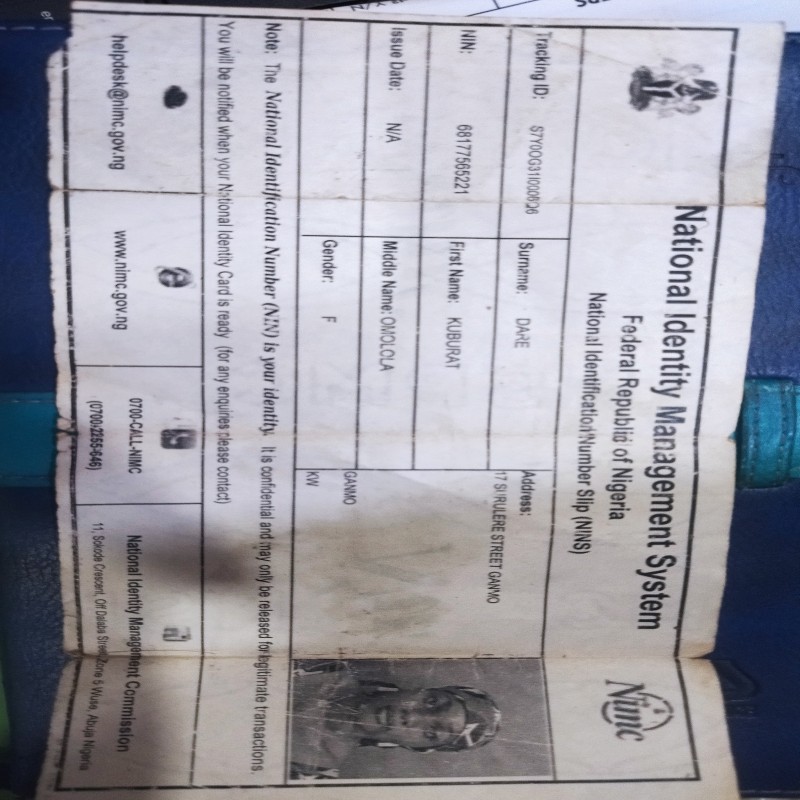 National Identity Management System
Federal Republic of Nigeria
National Identification Number Slip (NINS)
Nimc
Tracking ID: S7Y0OG31I000806
Surname: DARE
Address:
17 SURULERE STREET GANMO
NIN: 68177565221
First Name: KUBURAT
Issue Date: N/A
Middle Name: OMOLOLA
GANMO
Gender: F
KW
Note: The National Identification Number (NIN) is your identity. It is confidential and may only be released for legitimate transactions.
You will be notified when your National Identity Card is ready (for any enquiries please contact)
helpdesk@nimc.gov.ng
www.nimc.gov.ng
0700-CALL-NIMC
(0700-2255-646)
National Identity Management Commission
11, Sokode Crescent, Off Dalaba Street, Zone 5 Wuse, Abuja Nigeria